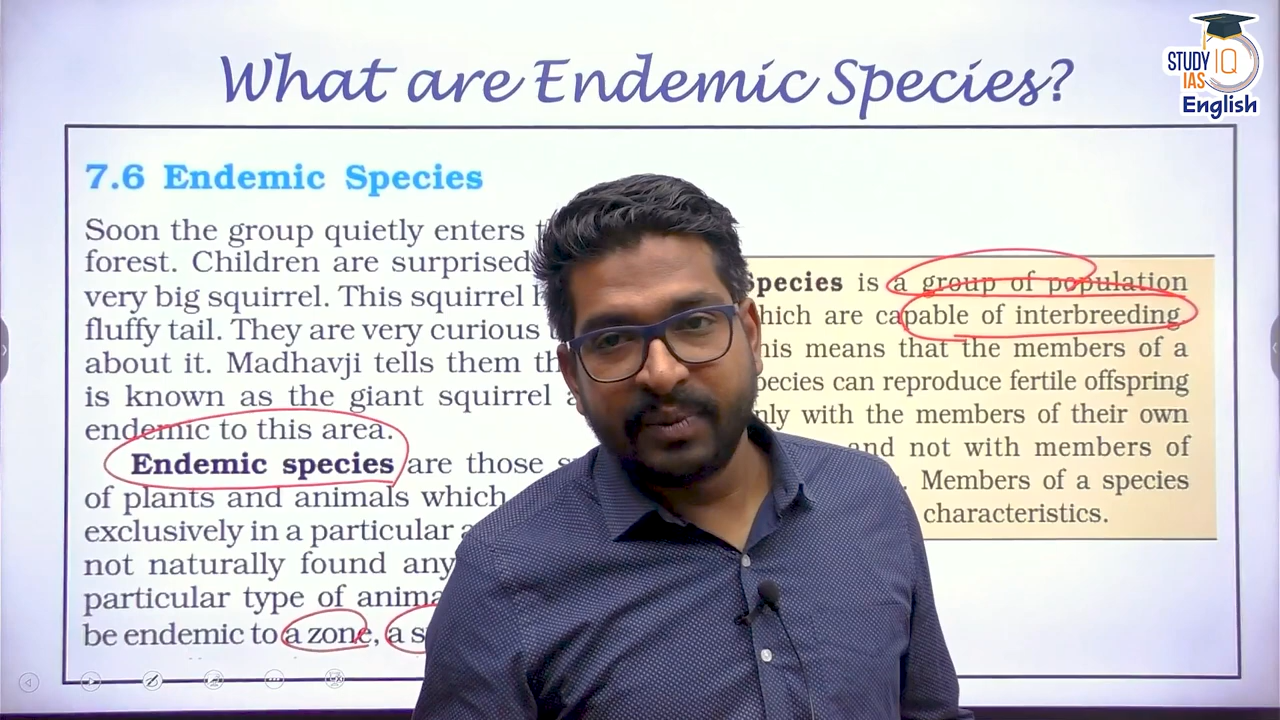 What are Endemic Species?
STUDY IQ
IAS
English
7.6 Endemic Species
Soon the group quietly enters
forest. Children are surprised
very big squirrel. This squirrel
fluffy tail. They are very curious
about it. Madhavji tells them
is known as the giant squirrel
endemic to this area.
Endemic species are those
of plants and animals which
exclusively in a particular
not naturally found
particular type of
be endemic to a zone, a
Species is a group of population
which are capable of interbreeding
This means that the members of a
species can reproduce fertile offspring
only with the members of their own
and not with members of
Members of a species
characteristics.